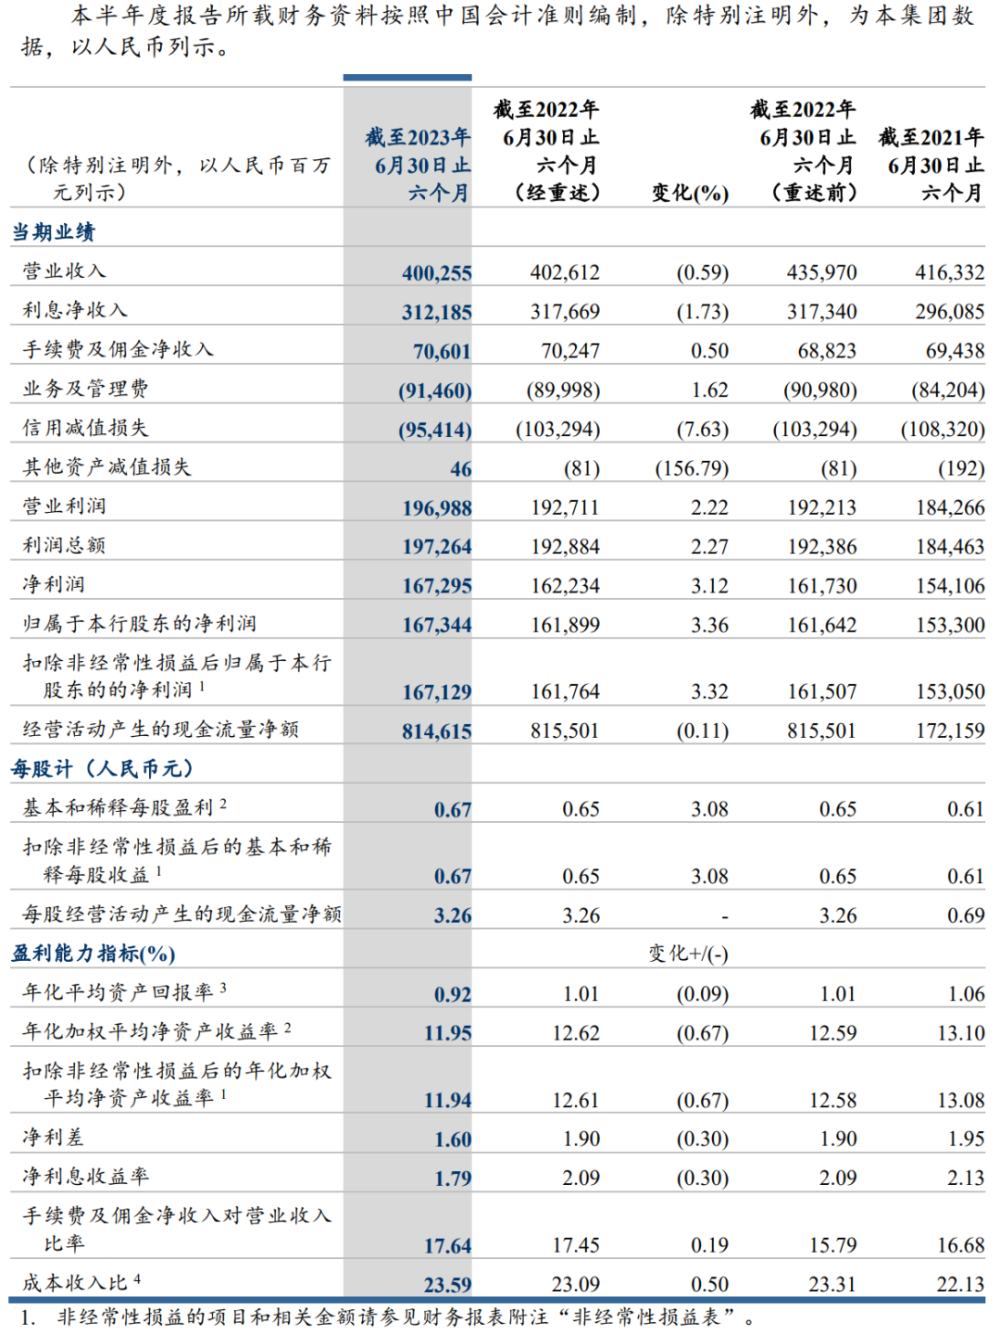 本半年度报告所载财务资料按照中国会计准则编制，除特别注明外，为本集团数
据，以人民币列示。
（除特别注明外，以人民币百万元列示） 截至2023年6月30日止六个月 截至2022年6月30日止六个月（经重述） 变化(%) 截至2022年6月30日止六个月（重述前） 截至2021年6月30日止六个月
当期业绩
营业收入 400,255 402,612 (0.59) 435,970 416,332
利息净收入 312,185 317,669 (1.73) 317,340 296,085
手续费及佣金净收入 70,601 70,247 0.50 68,823 69,438
业务及管理费 (91,460) (89,998) 1.62 (90,980) (84,204)
信用减值损失 (95,414) (103,294) (7.63) (103,294) (108,320)
其他资产减值损失 46 (81) (156.79) (81) (192)
营业利润 196,988 192,711 2.22 192,213 184,266
利润总额 197,264 192,884 2.27 192,386 184,463
净利润 167,295 162,234 3.12 161,730 154,106
归属于本行股东的净利润 167,344 161,899 3.36 161,642 153,300
扣除非经常性损益后归属于本行
股东的的净利润1 167,129 161,764 3.32 161,507 153,050
经营活动产生的现金流量净额 814,615 815,501 (0.11) 815,501 172,159
每股计（人民币元）
基本和稀释每股盈利2 0.67 0.65 3.08 0.65 0.61
扣除非经常性损益后的基本和稀
释每股收益1 0.67 0.65 3.08 0.65 0.61
每股经营活动产生的现金流量净额 3.26 3.26 - 3.26 0.69
盈利能力指标(%) 变化+/(-)
年化平均资产回报率3 0.92 1.01 (0.09) 1.01 1.06
年化加权平均净资产收益率2 11.95 12.62 (0.67) 12.59 13.10
扣除非经常性损益后的年化加权
平均净资产收益率1 11.94 12.61 (0.67) 12.58 13.08
净利差 1.60 1.90 (0.30) 1.90 1.95
净利息收益率 1.79 2.09 (0.30) 2.09 2.13
手续费及佣金净收入对营业收入
比率 17.64 17.45 0.19 15.79 16.68
成本收入比4 23.59 23.09 0.50 23.31 22.13
1. 非经常性损益的项目和相关金额请参见财务报表附注“非经常性损益表”。